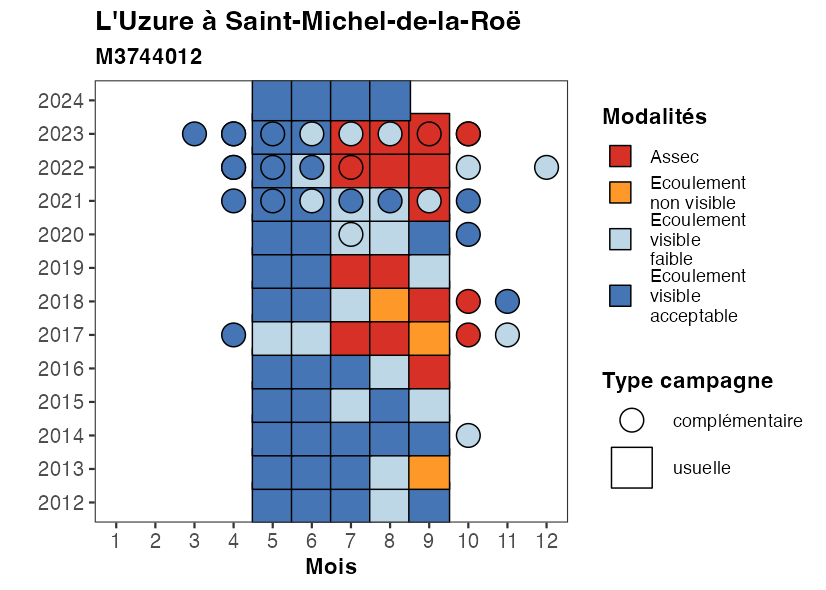 L'Uzure à Saint-Michel-de-la-Roë
M3744012
2024
2023
2022
2021
2020
2019
2018
2017
2016
2015
2014
2013
2012
1 2 3 4 5 6 7 8 9 10 11 12
Mois
Modalités
Assec
Ecoulement
non visible
Ecoulement
visible
faible
Ecoulement
visible
acceptable
Type campagne
complémentaire
usuelle